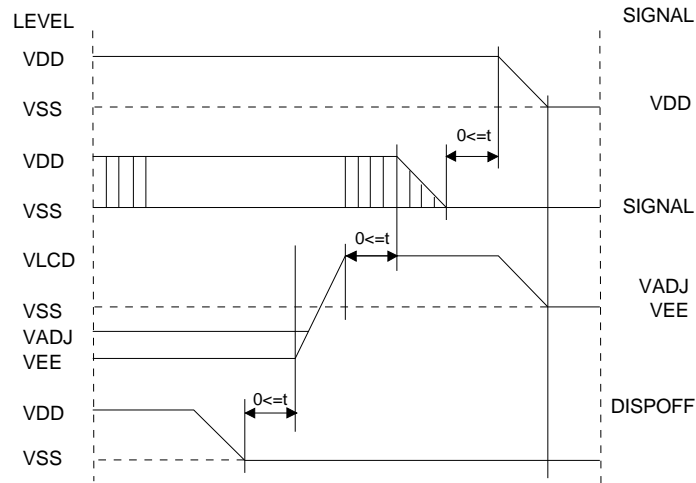 LEVEL SIGNAL
VDD
VSS VDD
0<=t
VDD
VSS SIGNAL
0<=t
VLCD
VADJ
VSS VEE
VADJ
VEE
0<=t
VDD DISPOFF
VSS